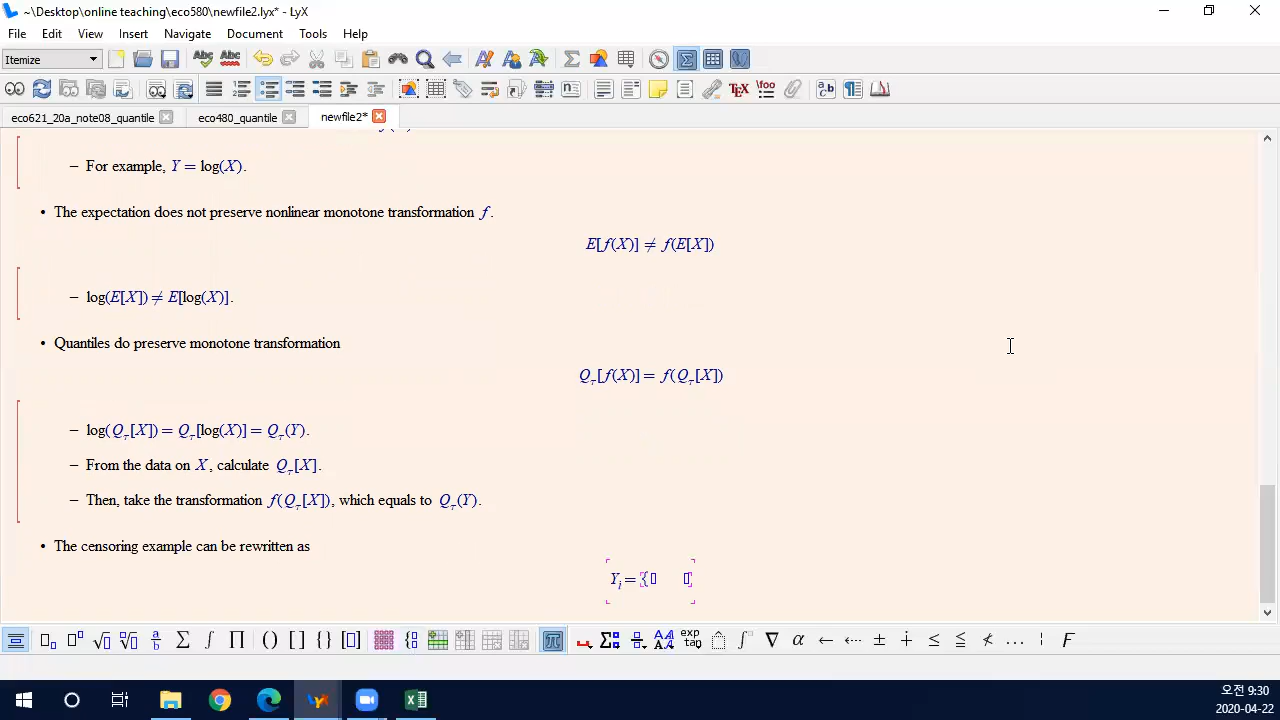 ~\Desktop\online teaching\eco580\newfile2.lyx* - LyX
File Edit View Insert Navigate Document Tools Help
Itemize
eco621_20a_note08_quantile eco480_quantile newfile2*
– For example, Y = log(X).
• The expectation does not preserve nonlinear monotone transformation f.
E[f(X)] ≠ f(E[X])
– log(E[X]) ≠ E[log(X)].
• Quantiles do preserve monotone transformation
Q_τ[f(X)] = f(Q_τ[X])
– log(Q_τ[X]) = Q_τ[log(X)] = Q_τ(Y).
– From the data on X, calculate Q_τ[X].
– Then, take the transformation f(Q_τ[X]), which equals to Q_τ(Y).
• The censoring example can be rewritten as
Y_i = {
오전 9:30
2020-04-22